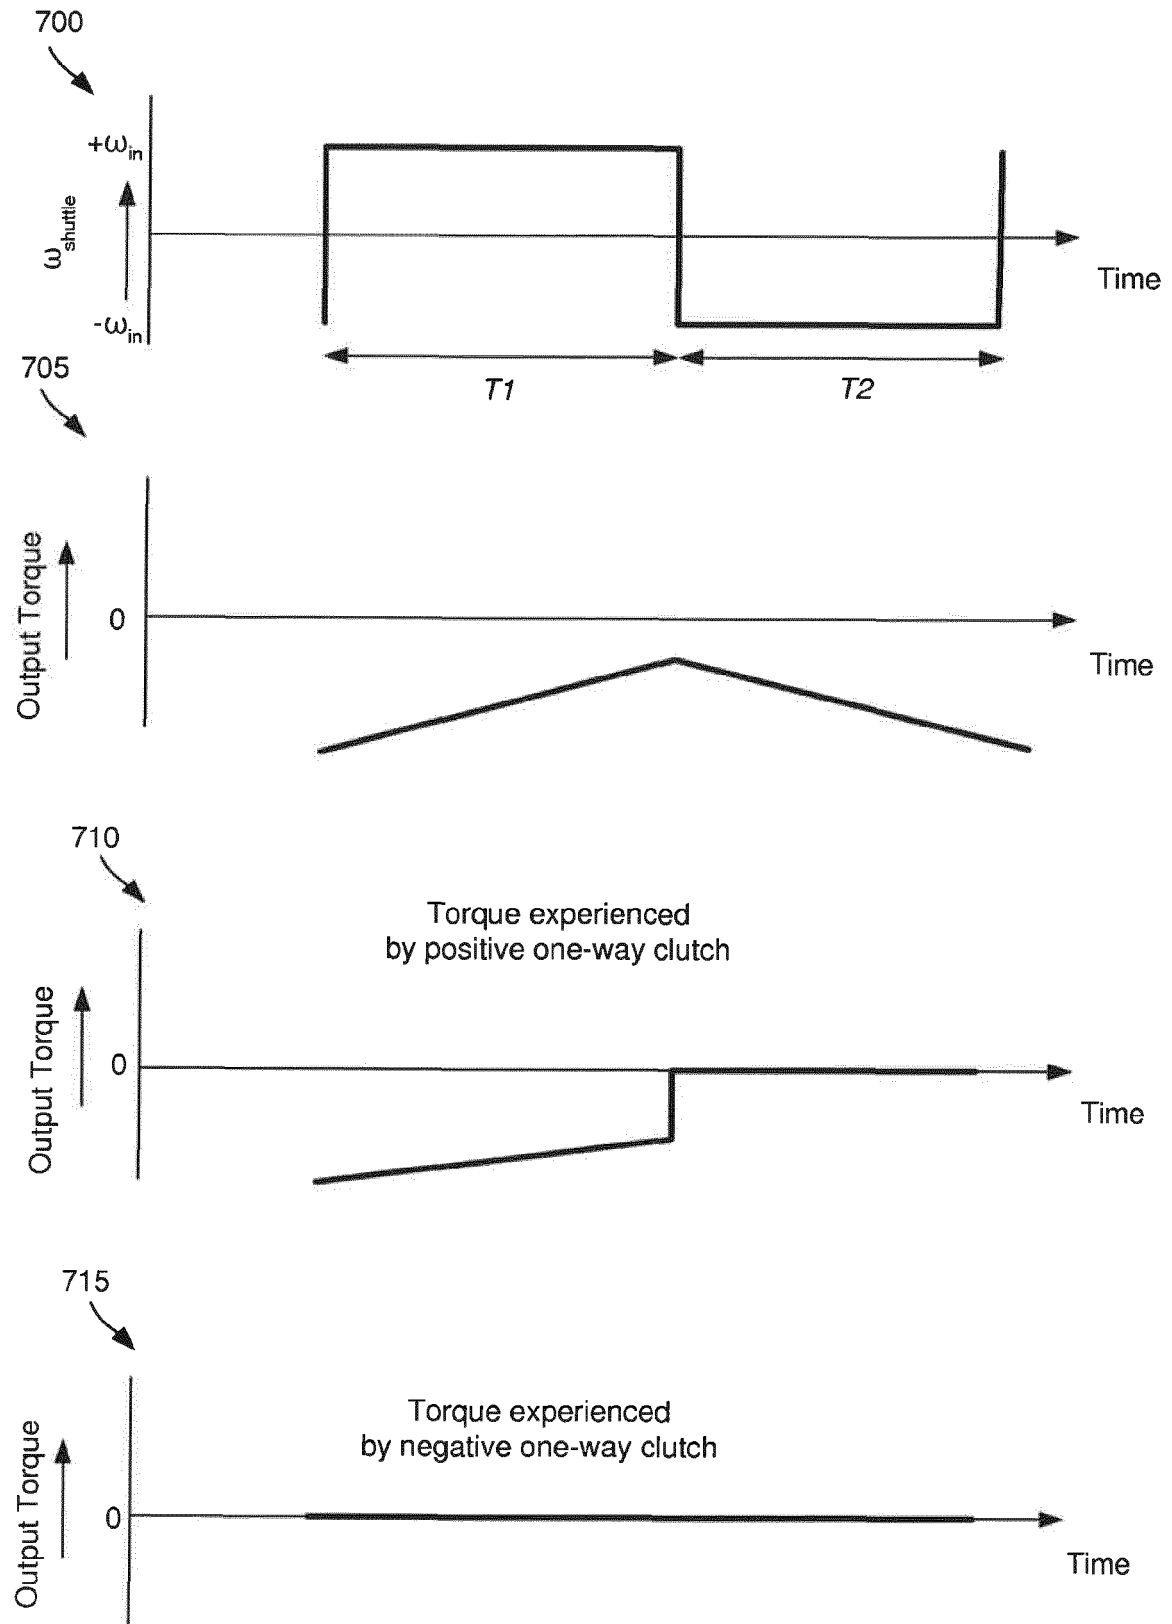 700
+ωin
ωshuttle
-ωin
Time
T1
T2
705
Output Torque
0
Time
710
Torque experienced
by positive one-way clutch
Output Torque
0
Time
715
Torque experienced
by negative one-way clutch
Output Torque
0
Time